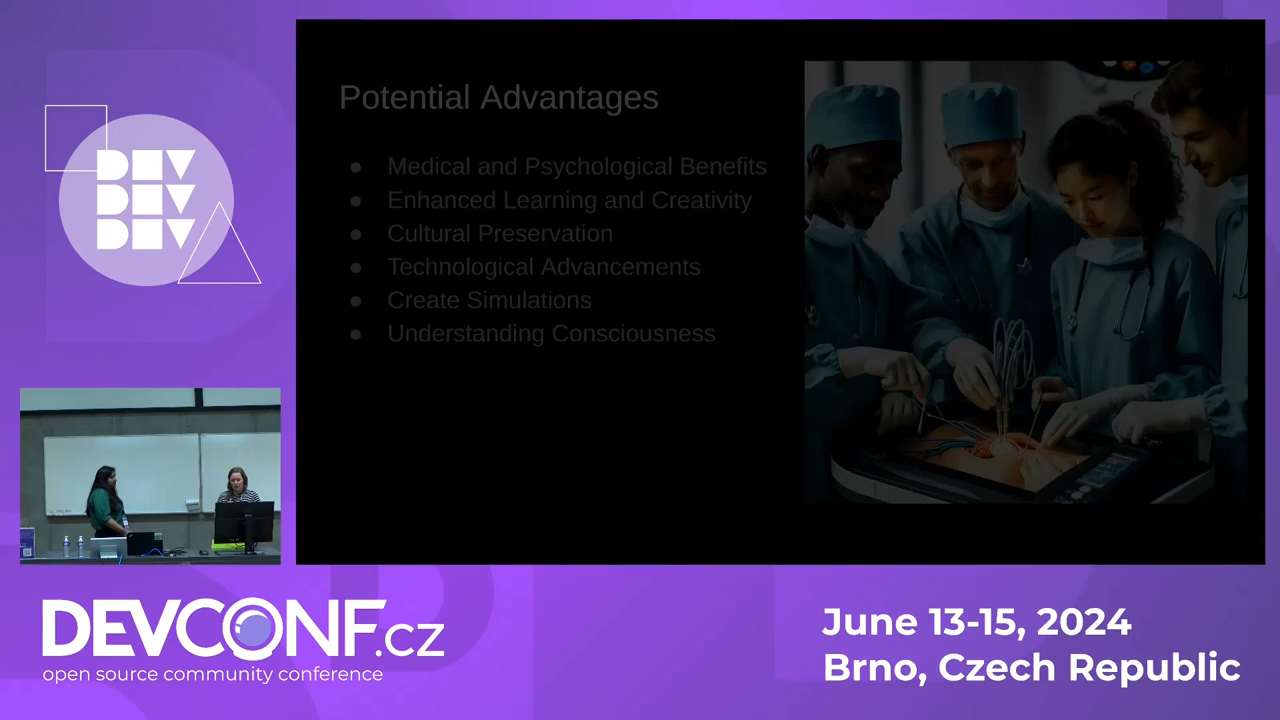 Potential Advantages
● Medical and Psychological Benefits
● Enhanced Learning and Creativity
● Cultural Preservation
● Technological Advancements
● Create Simulations
● Understanding Consciousness
DEV
DEV
DEV
DEVCONF.cz
open source community conference
June 13-15, 2024
Brno, Czech Republic